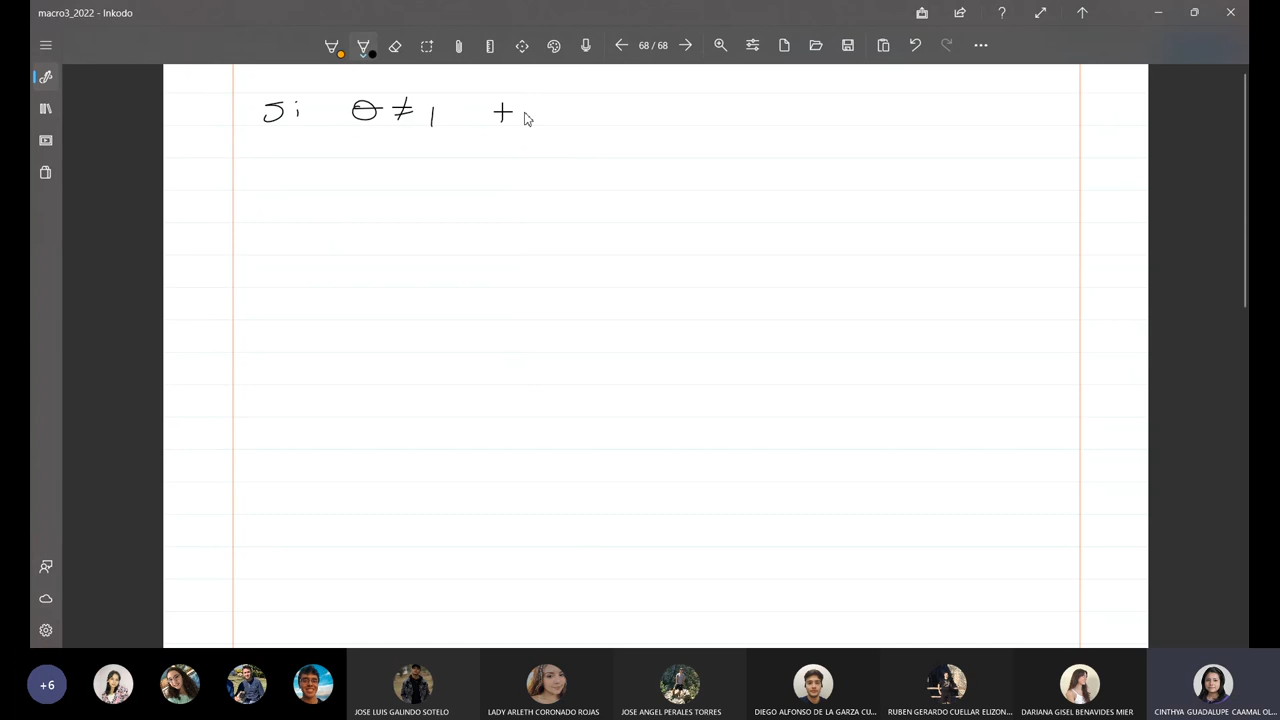 macro3_2022 - Inkodo
68 / 68
Si θ ≠ 1 +
+6
JOSE LUIS GALINDO SOTELO
LADY ARLETH CORONADO ROJAS
JOSE ANGEL PERALES TORRES
DIEGO ALFONSO DE LA GARZA CU...
RUBEN GERARDO CUELLAR ELIZON...
DARIANA GISEL BENAVIDES MIER
CINTHYA GUADALUPE CAAMAL OL...